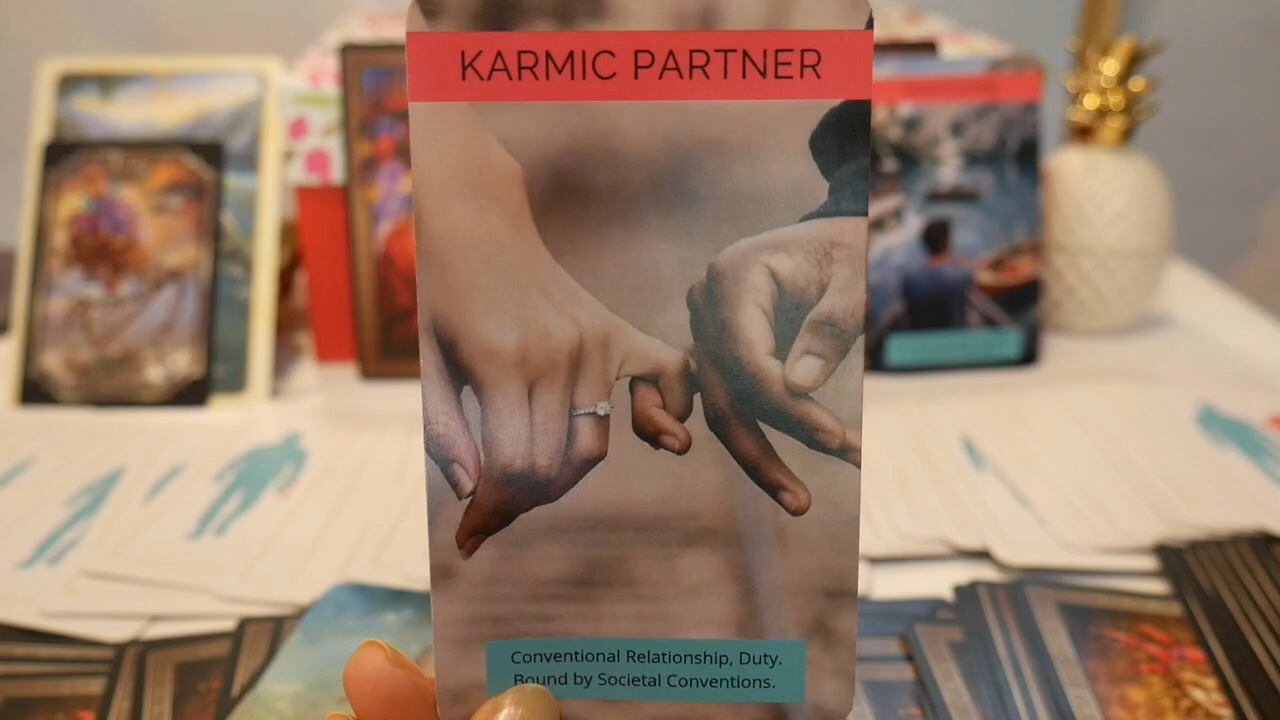 KARMIC PARTNER
Conventional Relationship, Duty.
Bound by Societal Conventions.